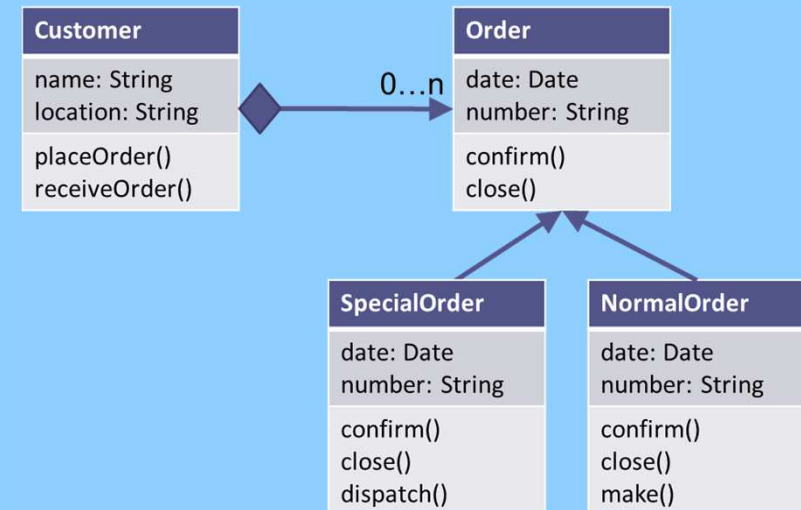 Customer
name: String
location: String
placeOrder()
receiveOrder()
0...n
Order
date: Date
number: String
confirm()
close()
SpecialOrder
date: Date
number: String
confirm()
close()
dispatch()
NormalOrder
date: Date
number: String
confirm()
close()
make()